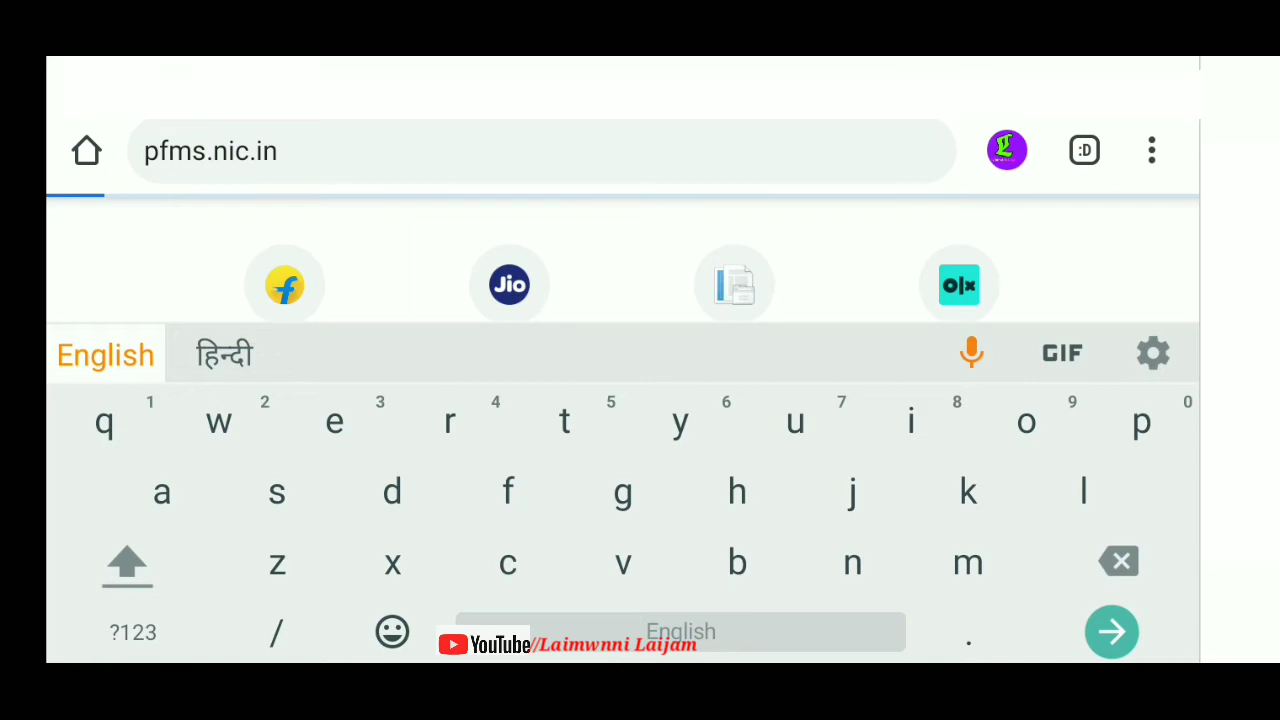 pfms.nic.in
:D
Jio
olx
English हिन्दी GIF
1 2 3 4 5 6 7 8 9 0
q w e r t y u i o p
a s d f g h j k l
z x c v b n m
?123 / English .
YouTube//Laimwnni Laijam